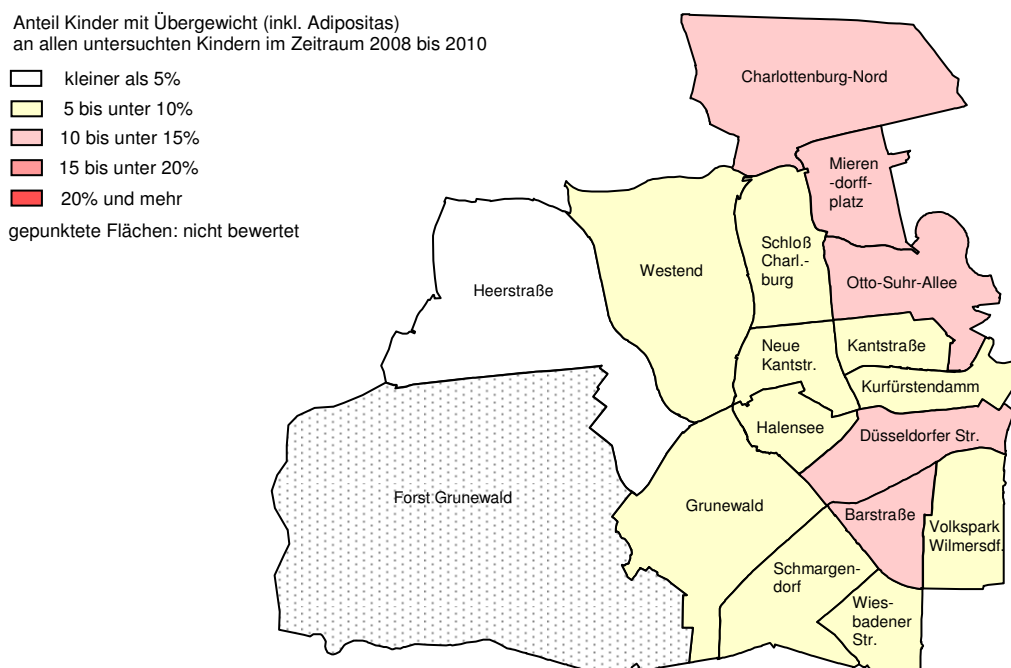 Anteil Kinder mit Übergewicht (inkl. Adipositas)
an allen untersuchten Kindern im Zeitraum 2008 bis 2010
kleiner als 5%
5 bis unter 10%
10 bis unter 15%
15 bis unter 20%
20% und mehr
gepunktete Flächen: nicht bewertet
Charlottenburg-Nord
Mieren
-dorff-
platz
Schloß
Charl.-
burg
Westend
Otto-Suhr-Allee
Heerstraße
Neue
Kantstr.
Kantstraße
Kurfürstendamm
Halensee
Düsseldorfer Str.
Forst Grunewald
Grunewald
Barstraße
Volkspark
Wilmersdf.
Schmargen-
dorf
Wies-
badener
Str.